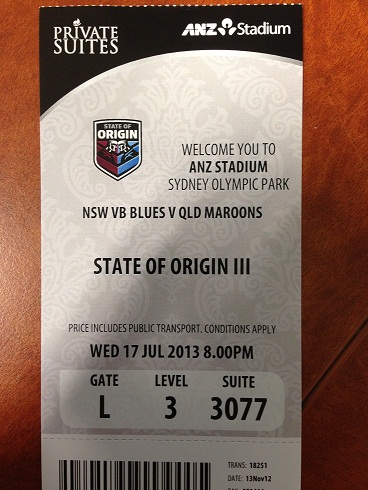 PRIVATE
SUITES
ANZ Stadium
STATE OF
ORIGIN
WELCOME YOU TO
ANZ STADIUM
SYDNEY OLYMPIC PARK
NSW VB BLUES V QLD MAROONS
STATE OF ORIGIN III
PRICE INCLUDES PUBLIC TRANSPORT. CONDITIONS APPLY
WED 17 JUL 2013 8.00PM
GATE LEVEL SUITE
L 3 3077
TRANS: 18251
DATE: 13Nov12